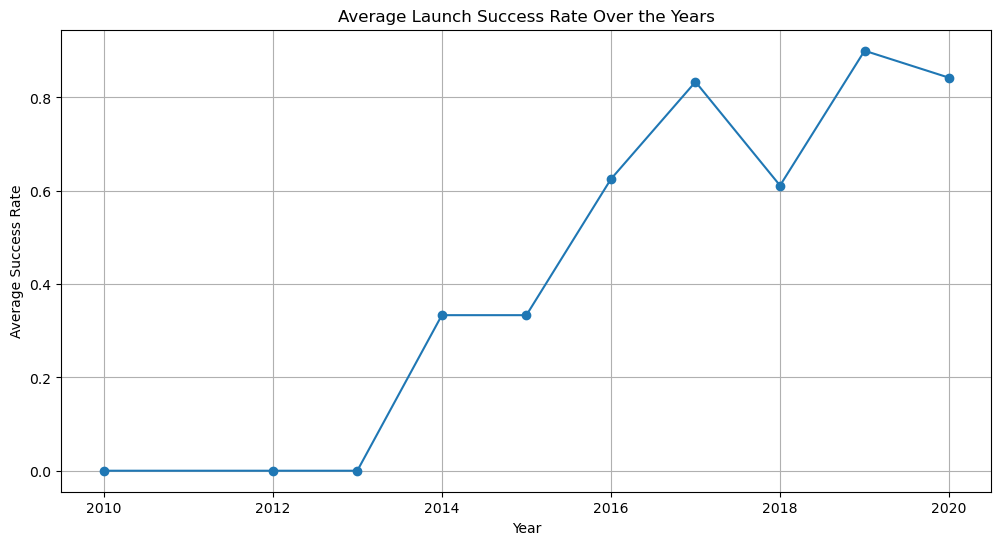 Average Launch Success Rate Over the Years
Average Success Rate
0.8
0.6
0.4
0.2
0.0
2010 2012 2014 2016 2018 2020
Year